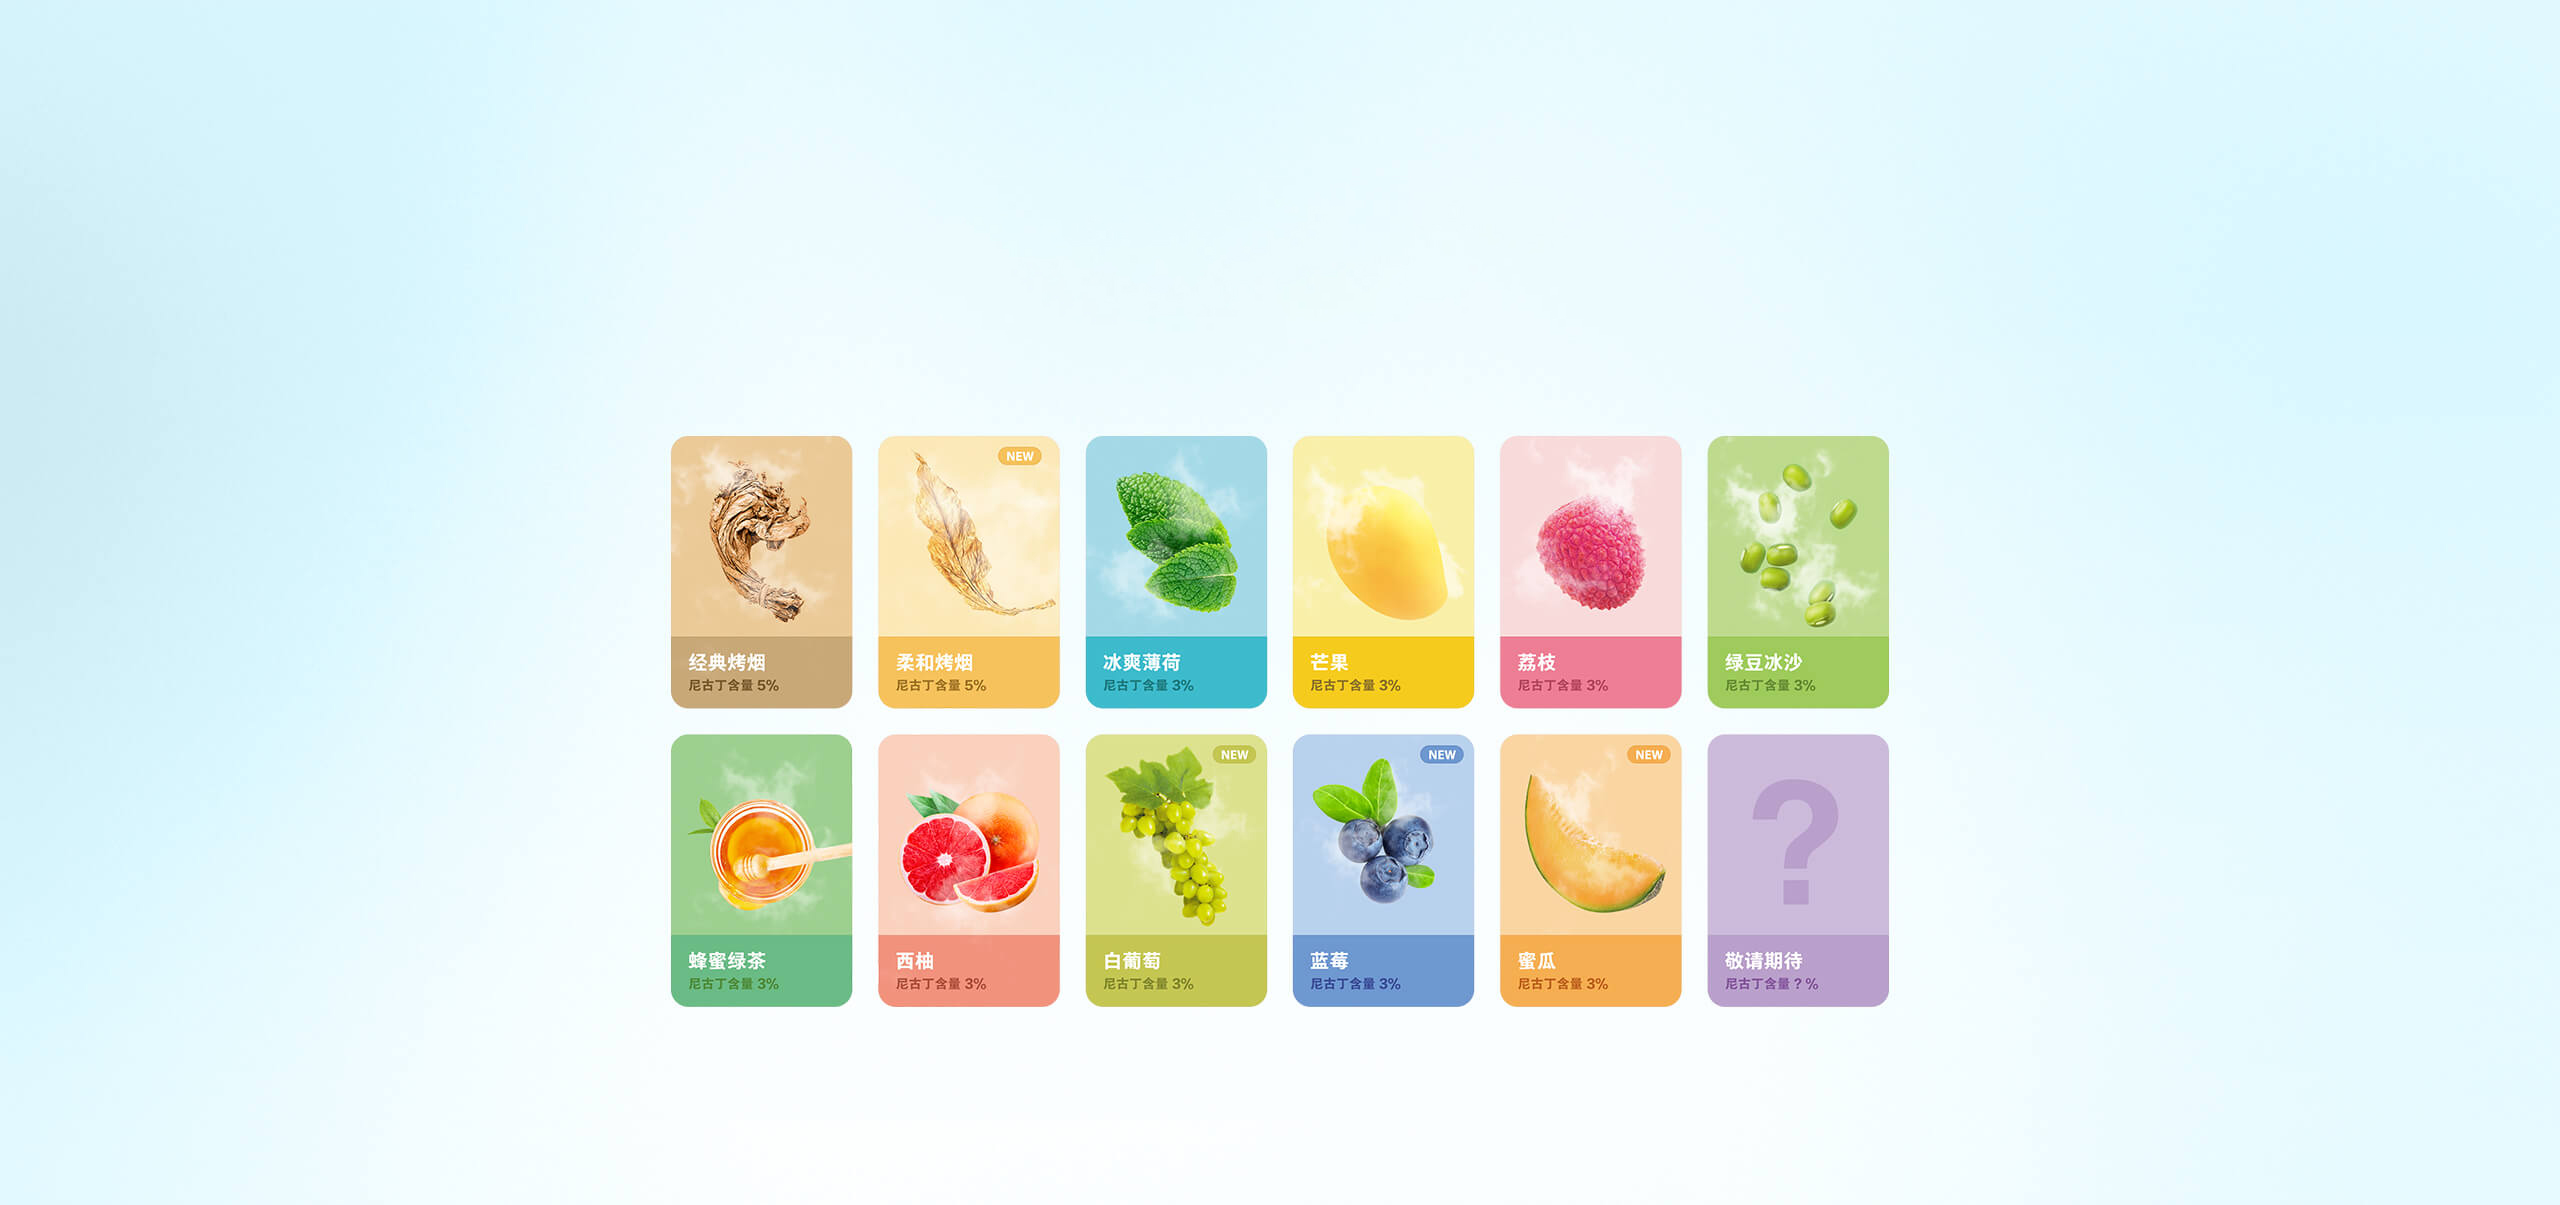 经典烤烟
尼古丁含量 5%
NEW
柔和烤烟
尼古丁含量 5%
冰爽薄荷
尼古丁含量 3%
芒果
尼古丁含量 3%
荔枝
尼古丁含量 3%
绿豆冰沙
尼古丁含量 3%
蜂蜜绿茶
尼古丁含量 3%
西柚
尼古丁含量 3%
NEW
白葡萄
尼古丁含量 3%
NEW
蓝莓
尼古丁含量 3%
NEW
蜜瓜
尼古丁含量 3%
?
敬请期待
尼古丁含量 ? %